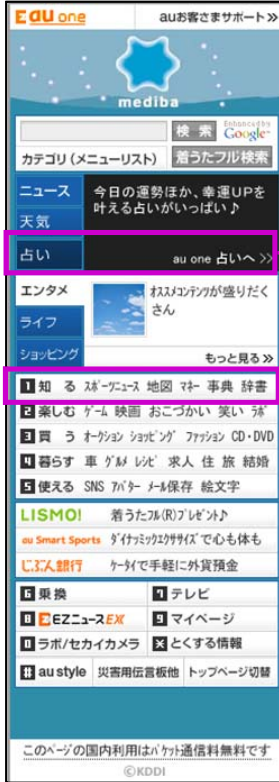 au one
auお客さまサポート≫
mediba
検 索
Enhanced by Google
カテゴリ(メニューリスト)
着うたフル検索
ニュース
天気
占い
今日の運勢ほか、幸運UPを
叶える占いがいっぱい♪
au one 占いへ≫
エンタメ
ライフ
ショッピング
オススメコンテンツが盛りだく
さん
もっと見る≫
1 知 る スポーツニュース 地図 マネー 事典 辞書
2 楽しむ ゲーム 映画 おこづかい 笑い ラボ
3 買 う オークション ショッピング ファッション CD・DVD
4 暮らす 車 グルメ レシピ 求人 住 旅 結婚
5 使える SNS アバター メール保存 絵文字
LISMO! 着うたフル(R)プレゼント♪
au Smart Sports ダイナミックエクササイズで心も体も
じぶん銀行 ケータイで手軽に外貨預金
6 乗換
7 テレビ
8 EZニュースEX
9 マイページ
0 ラボ/セカイカメラ
× とくする情報
# au style
災害用伝言板他
トップページ切替
このページの国内利用はパケット通信料無料です
©KDDI